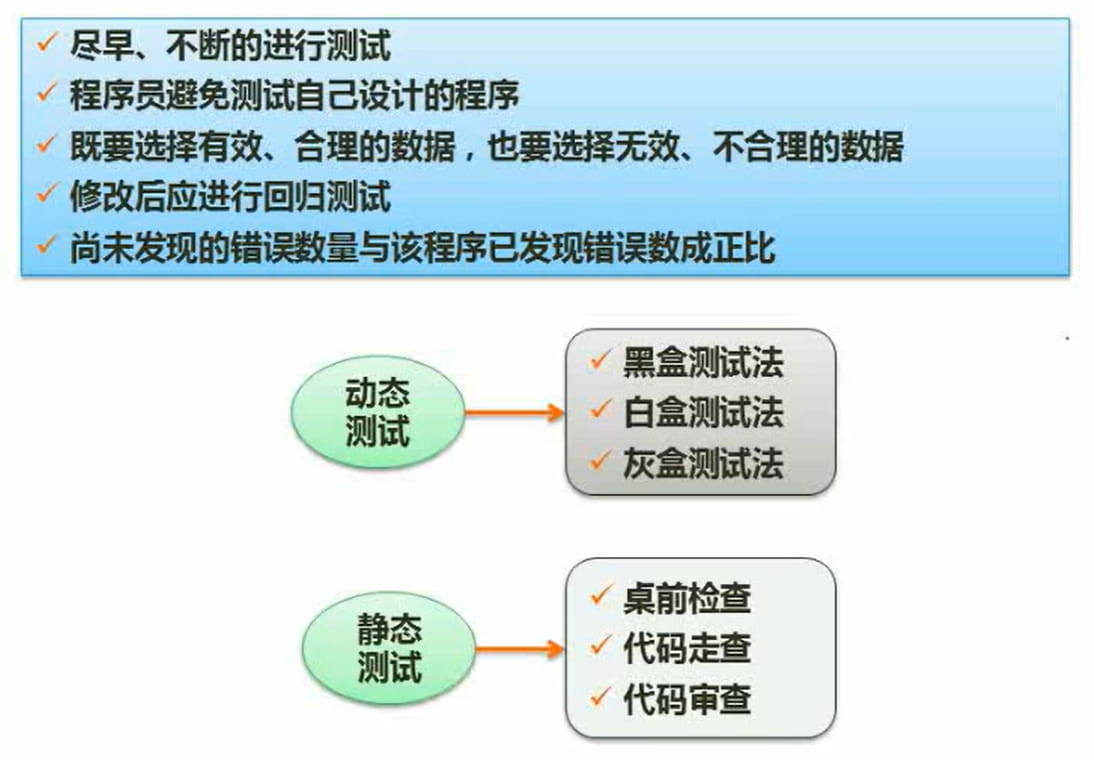 尽早、不断的进行测试
程序员避免测试自己设计的程序
既要选择有效、合理的数据，也要选择无效、不合理的数据
修改后应进行回归测试
尚未发现的错误数量与该程序已发现错误数成正比
动态
测试
黑盒测试法
白盒测试法
灰盒测试法
静态
测试
桌前检查
代码走查
代码审查